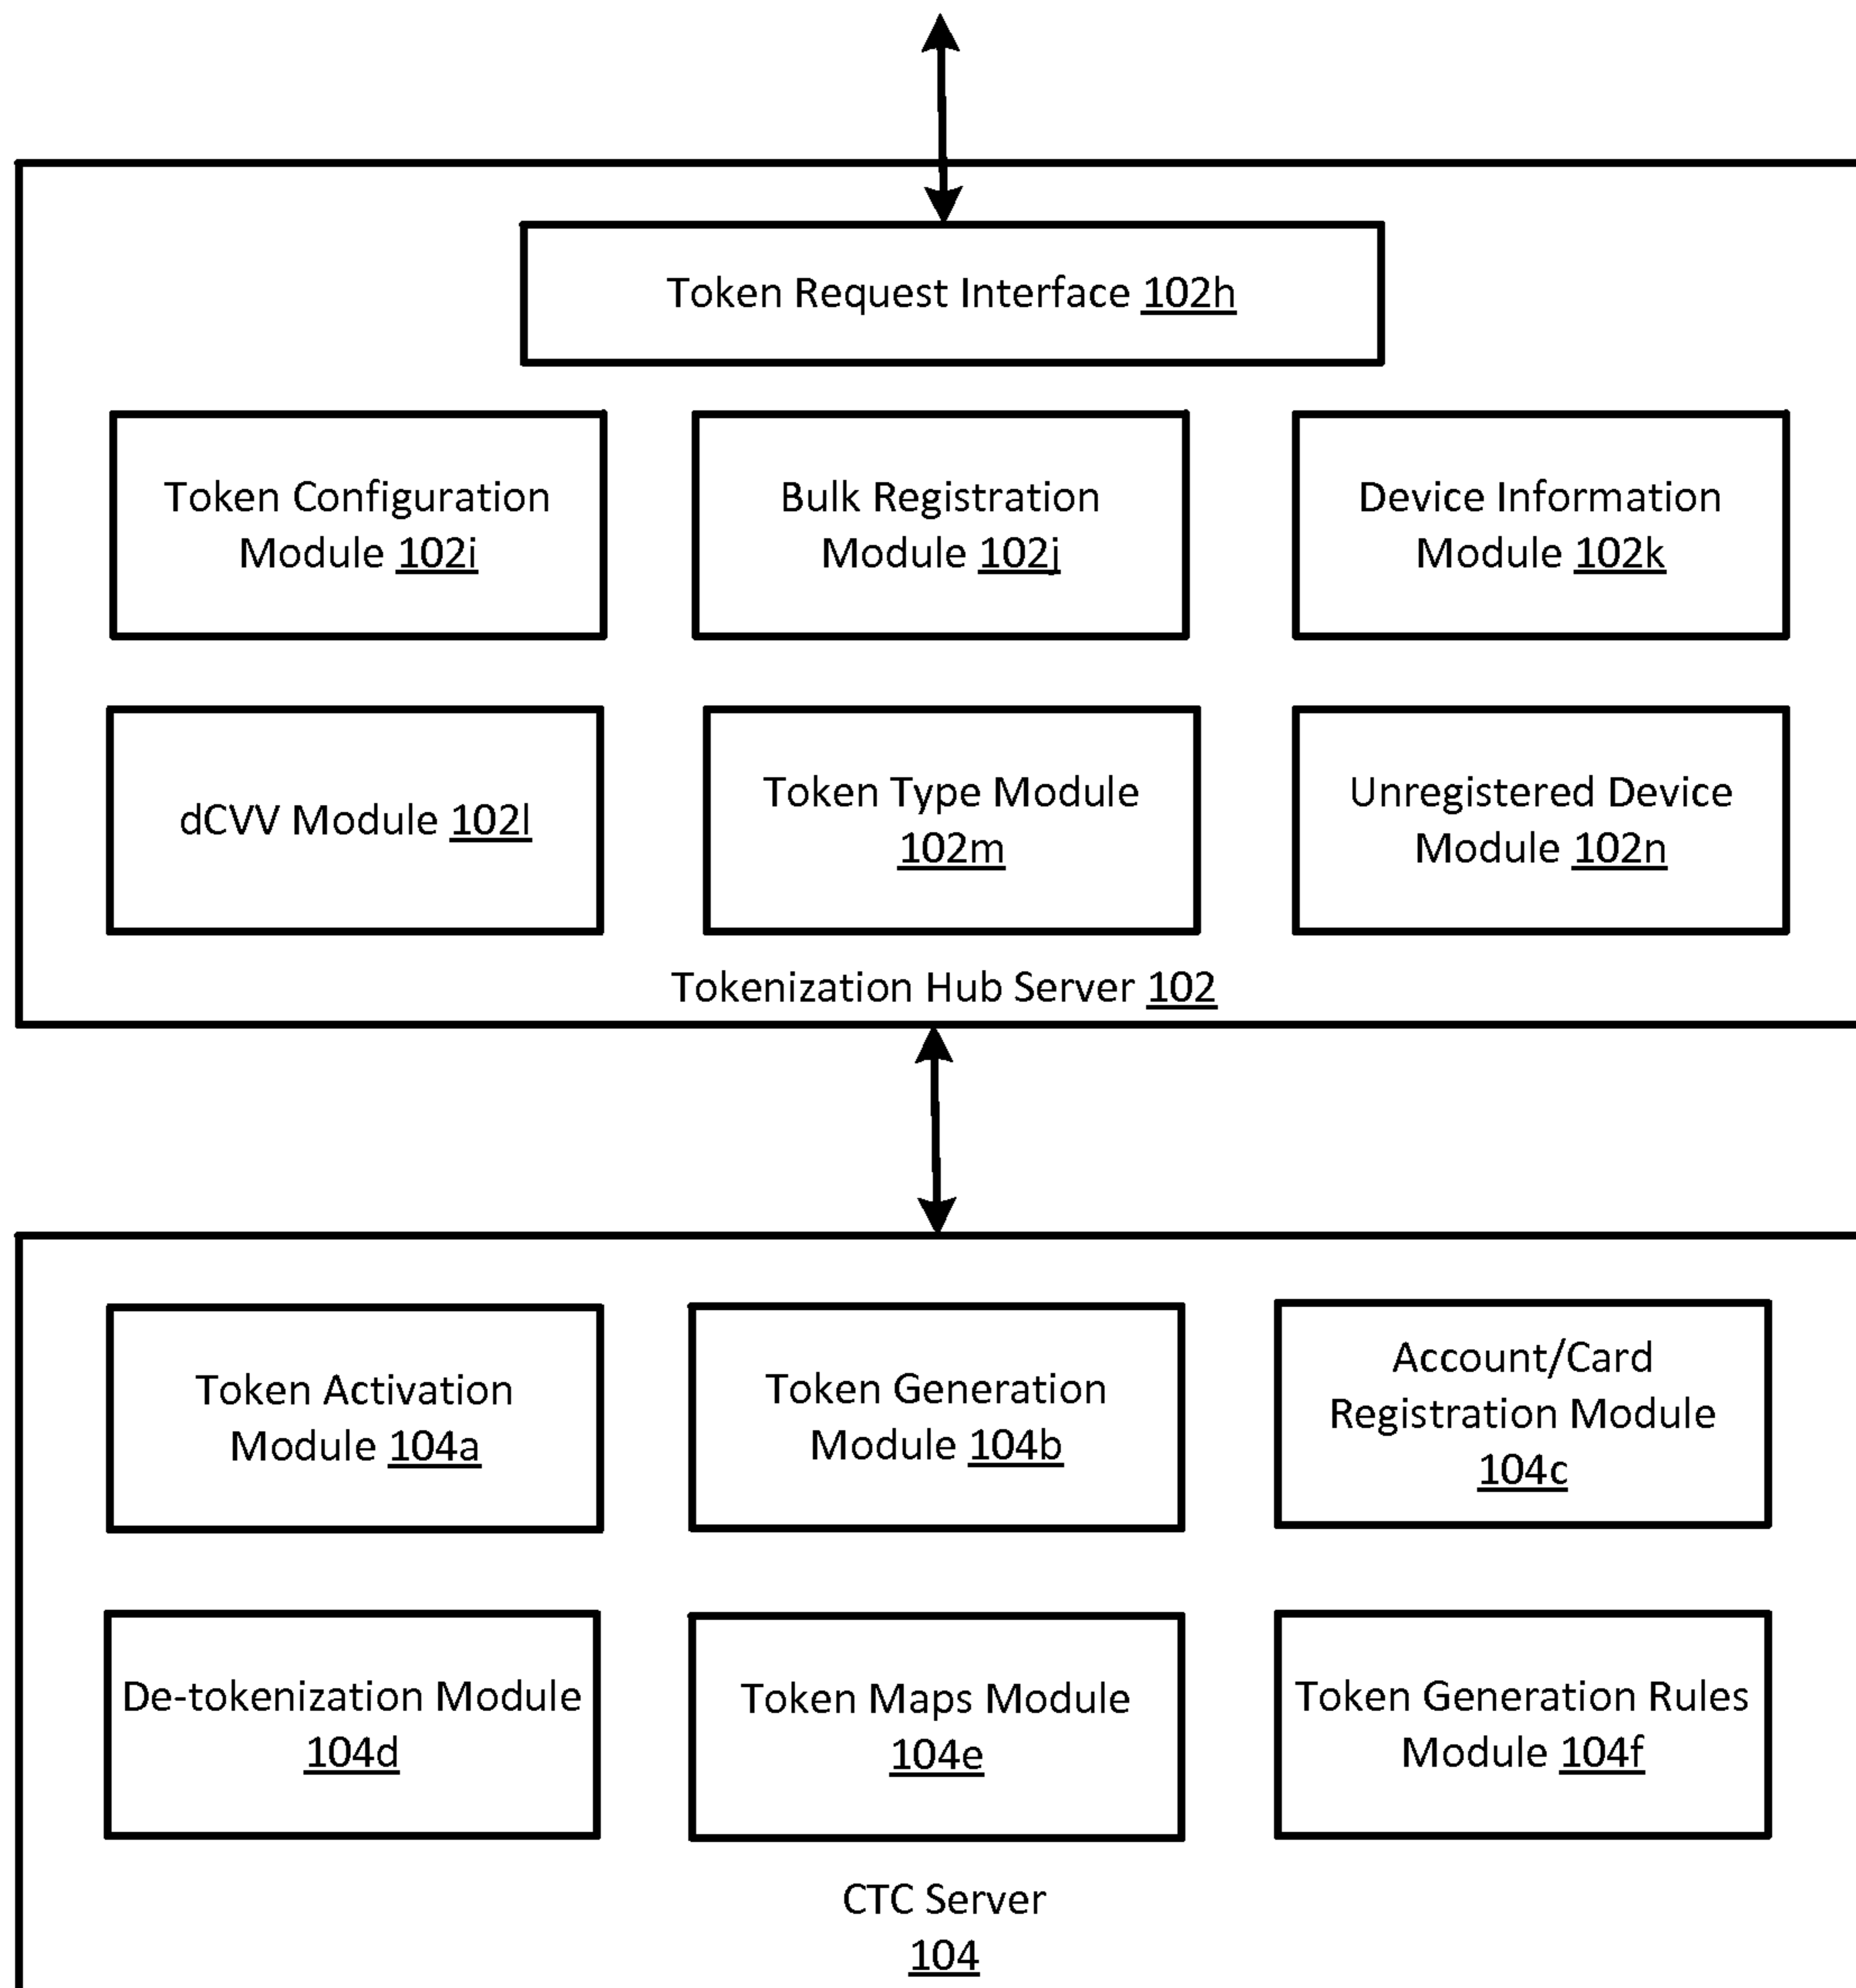 Token Request Interface 102h
Token Configuration
Module 102i
Bulk Registration
Module 102j
Device Information
Module 102k
dCVV Module 102l
Token Type Module
102m
Unregistered Device
Module 102n
Tokenization Hub Server 102
Token Activation
Module 104a
Token Generation
Module 104b
Account/Card
Registration Module
104c
De-tokenization Module
104d
Token Maps Module
104e
Token Generation Rules
Module 104f
CTC Server
104